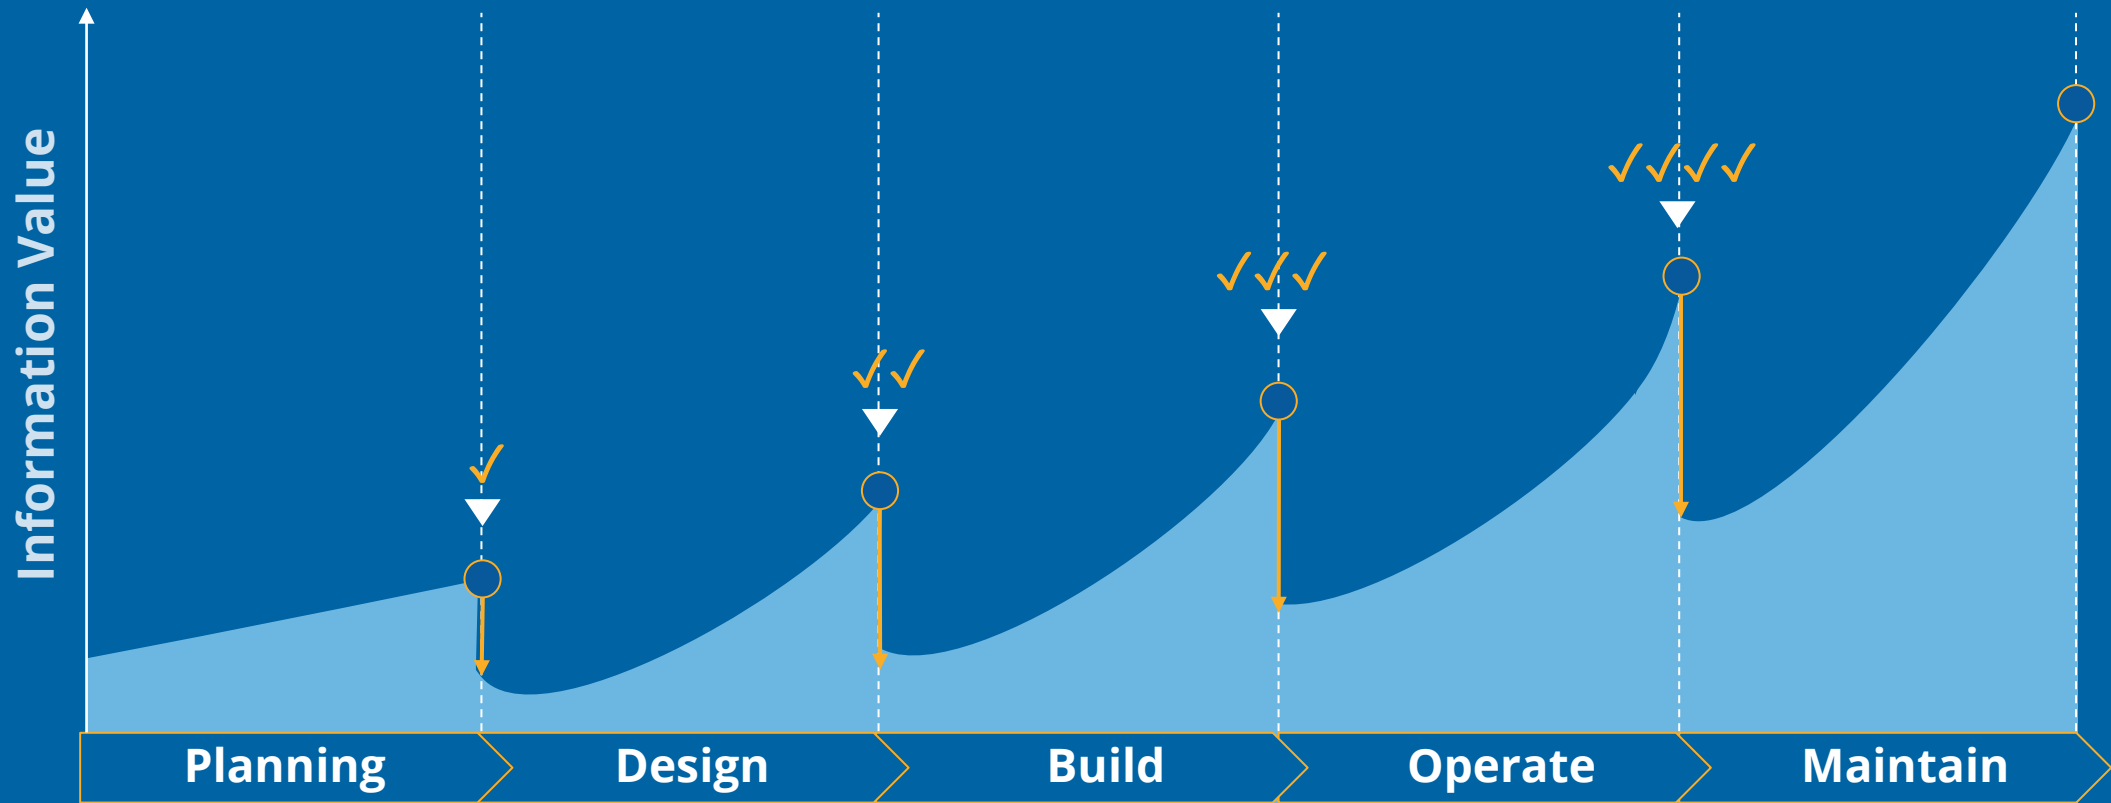 Information Value
Planning
Design
Build
Operate
Maintain